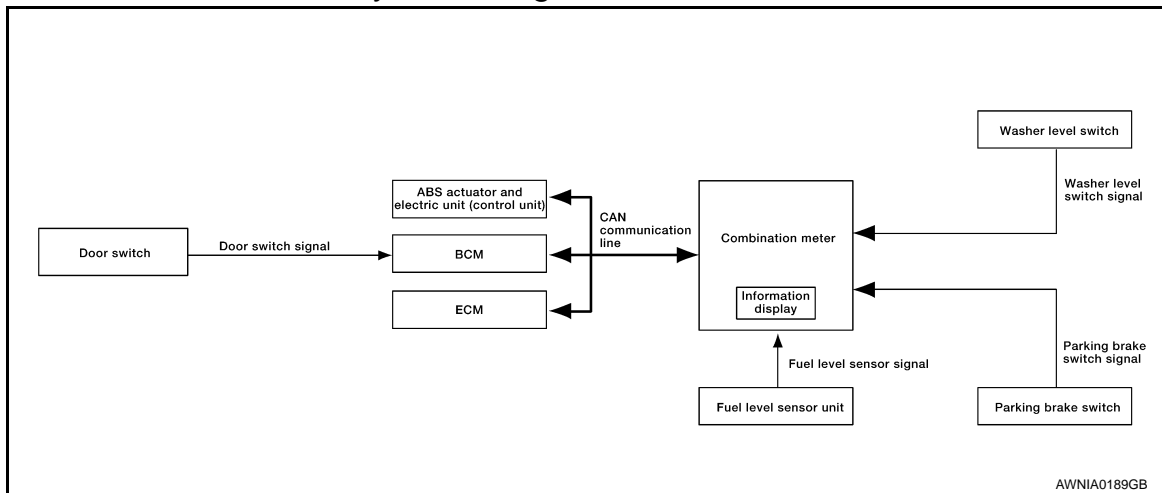 Washer level switch
Washer level
switch signal
ABS actuator and
electric unit (control unit)
CAN
communication
line
Combination meter
Door switch
Door switch signal
BCM
Information
display
ECM
Parking brake
switch signal
Fuel level sensor signal
Fuel level sensor unit
Parking brake switch
AWNIA0189GB